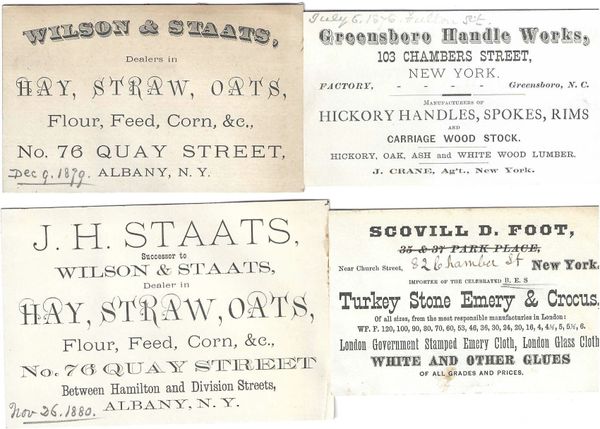 WILSON & STAATS,
Dealers in
HAY, STRAW, OATS,
Flour, Feed, Corn, &c.,
No. 76 QUAY STREET,
Dec 9. 1879. ALBANY, N. Y.
July 6. 1876. Fulton St.
Greensboro Handle Works,
103 CHAMBERS STREET,
NEW YORK.
FACTORY, - - - - Greensboro, N. C.
MANUFACTURERS OF
HICKORY HANDLES, SPOKES, RIMS
AND
CARRIAGE WOOD STOCK.
HICKORY, OAK, ASH and WHITE WOOD LUMBER.
J. CRANE, Ag't., New York.
J. H. STAATS,
Successor to
WILSON & STAATS,
Dealer in
HAY, STRAW, OATS,
Flour, Feed, Corn, &c.,
No. 76 QUAY STREET
Between Hamilton and Division Streets,
Nov 26. 1880. ALBANY, N. Y.
SCOVILL D. FOOT,
35 & 37 PARK PLACE,
Near Church Street, 82 Chamber St New York.
IMPORTER OF THE CELEBRATED B. E. S
Turkey Stone Emery & Crocus,
Of all sizes, from the most responsible manufactories in London:
WF. F. 120, 100, 90, 80, 70, 60, 53, 46, 36, 30, 24, 20, 16, 4, 4½, 5, 5½, 6.
London Government Stamped Emery Cloth, London Glass Cloth
WHITE AND OTHER GLUES
OF ALL GRADES AND PRICES.